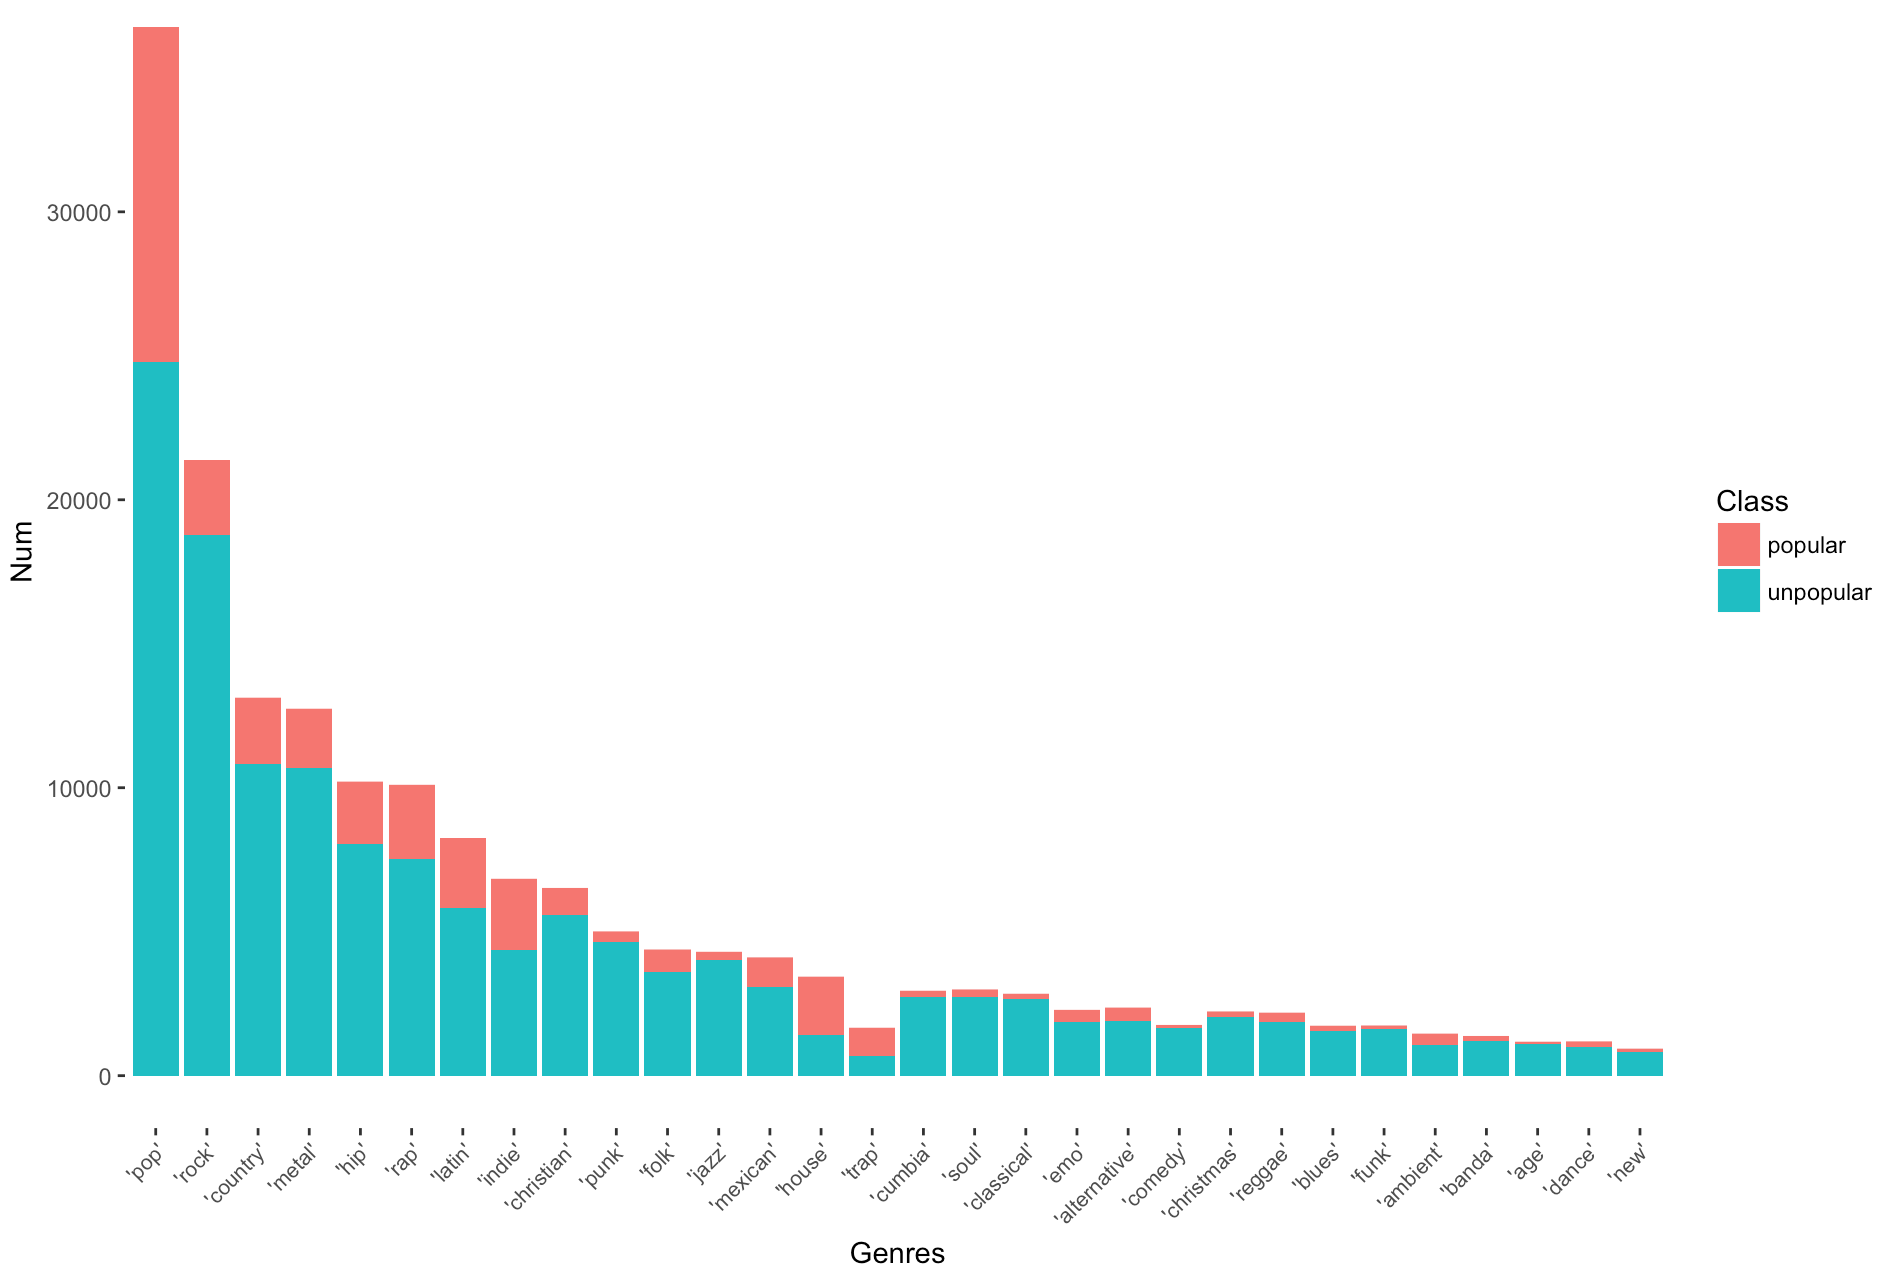 30000
20000
10000
0
Num
'pop'
'rock'
'country'
'metal'
'hip'
'rap'
'latin'
'indie'
'christian'
'punk'
'folk'
'jazz'
'mexican'
'house'
'trap'
'cumbia'
'soul'
'classical'
'emo'
'alternative'
'comedy'
'christmas'
'reggae'
'blues'
'funk'
'ambient'
'banda'
'age'
'dance'
'new'
Genres
Class
popular
unpopular